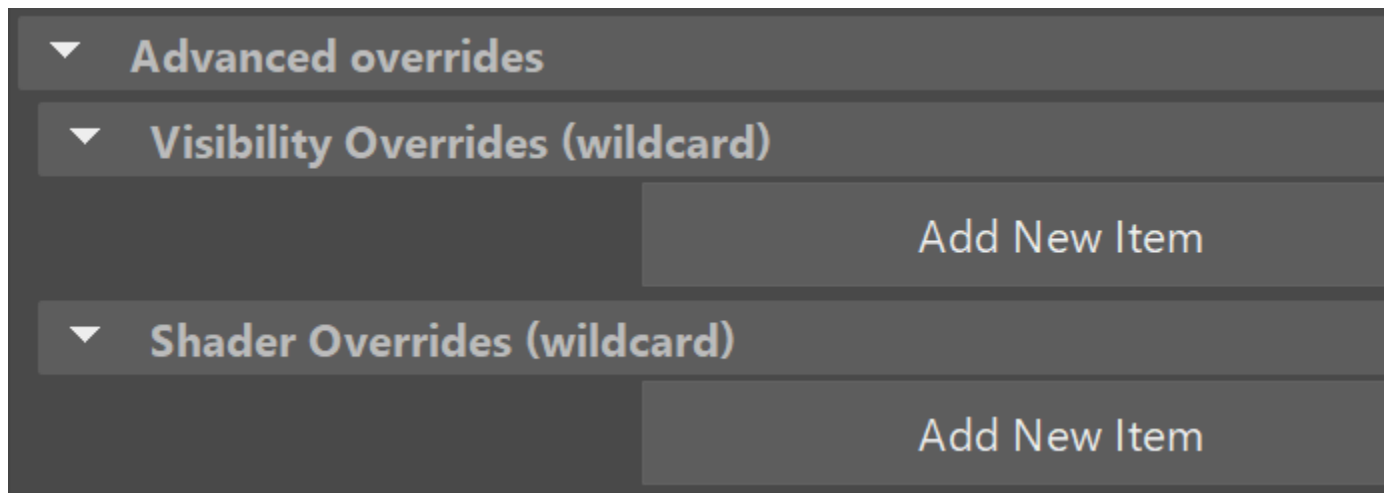 Advanced overrides
Visibility Overrides (wildcard)
Add New Item
Shader Overrides (wildcard)
Add New Item